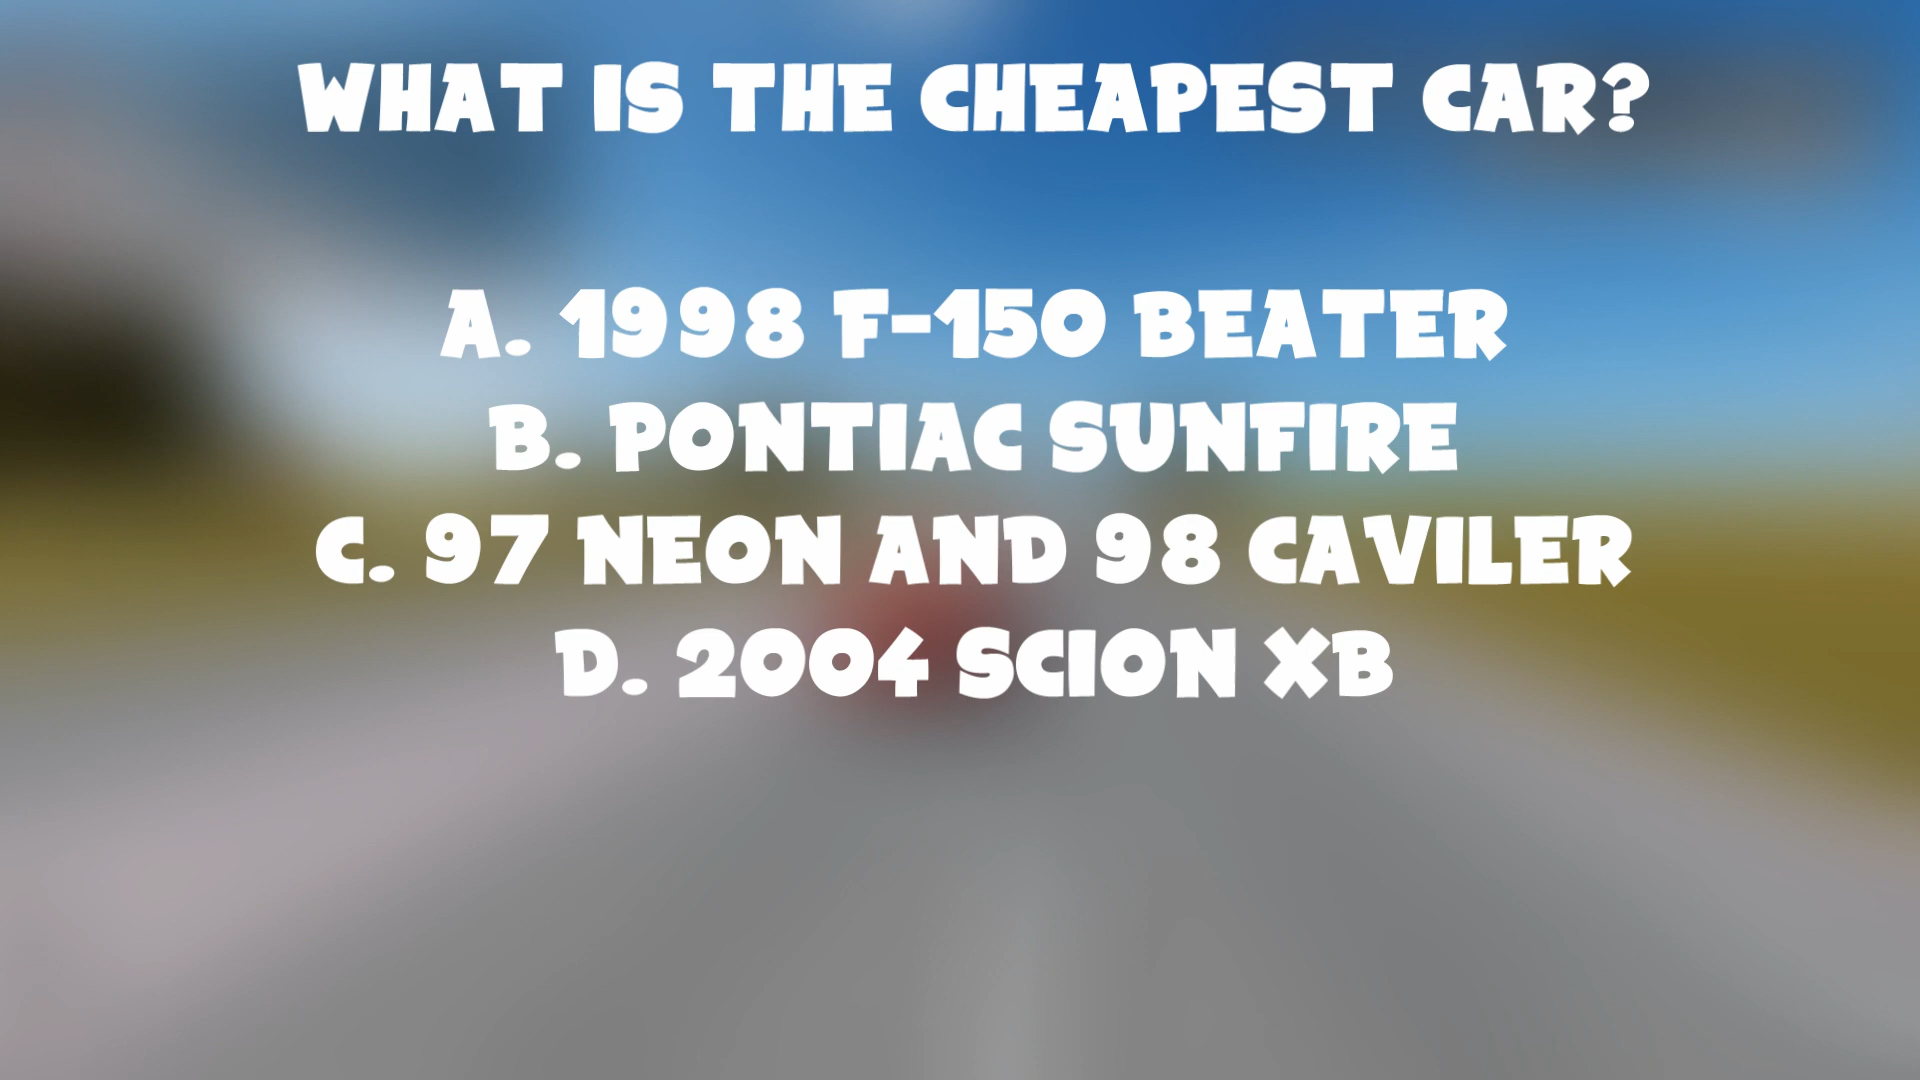 WHAT IS THE CHEAPEST CAR?
A. 1998 F-150 BEATER
B. PONTIAC SUNFIRE
C. 97 NEON AND 98 CAVILER
D. 2004 SCION XB